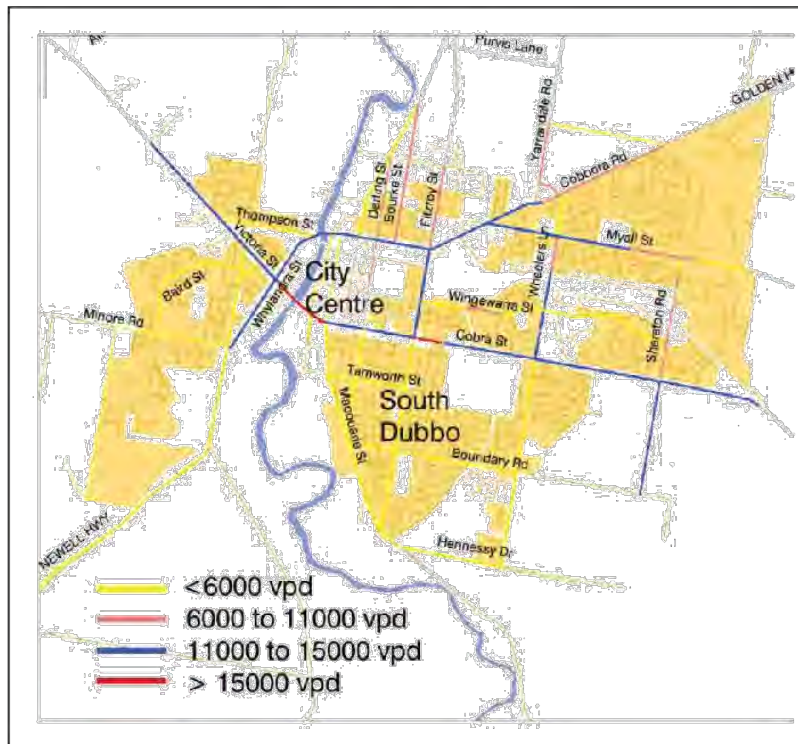 Purvis Lane
GOLDEN H
Yarrandale Rd
Cobbora Rd
Darling St
Bourke St
Fitzroy St
Thompson St
Victoria St
Myall St
Wheelers Ln
City
Centre
Whylandra St
Baird St
Wingewarra St
Minore Rd
Sheraton Rd
Cobra St
Tamworth St
South
Dubbo
Macquarie St
Boundary Rd
Hennessy Dr
NEWELL HWY
<6000 vpd
6000 to 11000 vpd
11000 to 15000 vpd
> 15000 vpd